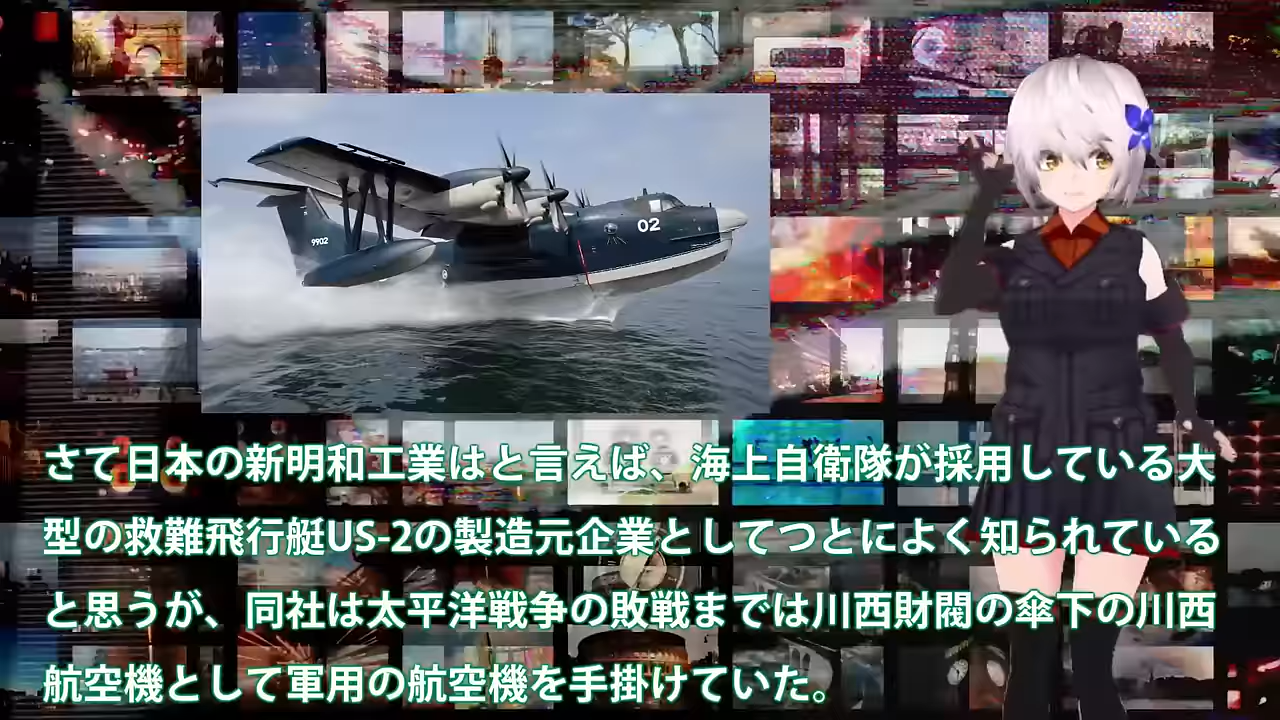 02
9902
さて日本の新明和工業はと言えば、海上自衛隊が採用している大
型の救難飛行艇US-2の製造元企業としてつとによく知られている
と思うが、同社は太平洋戦争の敗戦までは川西財閥の傘下の川西
航空機として軍用の航空機を手掛けていた。